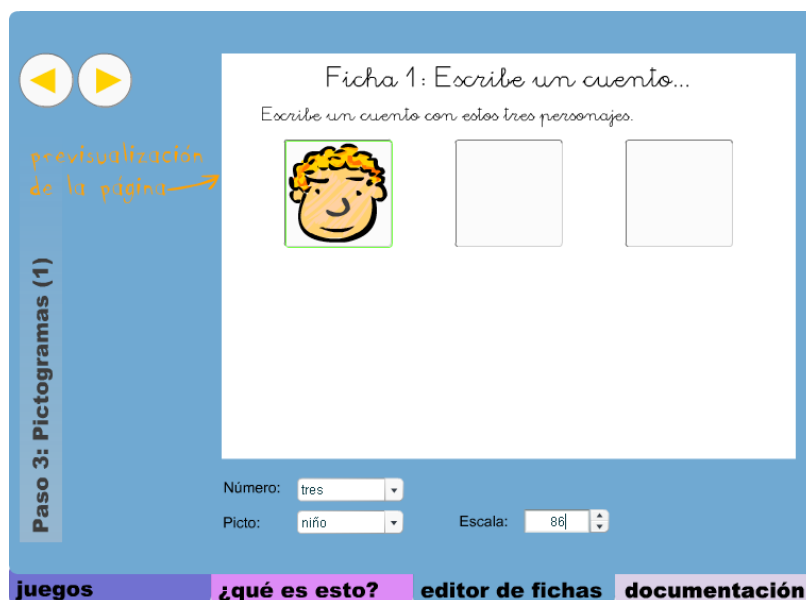 Ficha 1: Escribe un cuento...
Escribe un cuento con estos tres personajes.
previsualización
de la página
Paso 3: Pictogramas (1)
Número: tres
Picto: niño Escala: 86
juegos ¿qué es esto? editor de fichas documentación